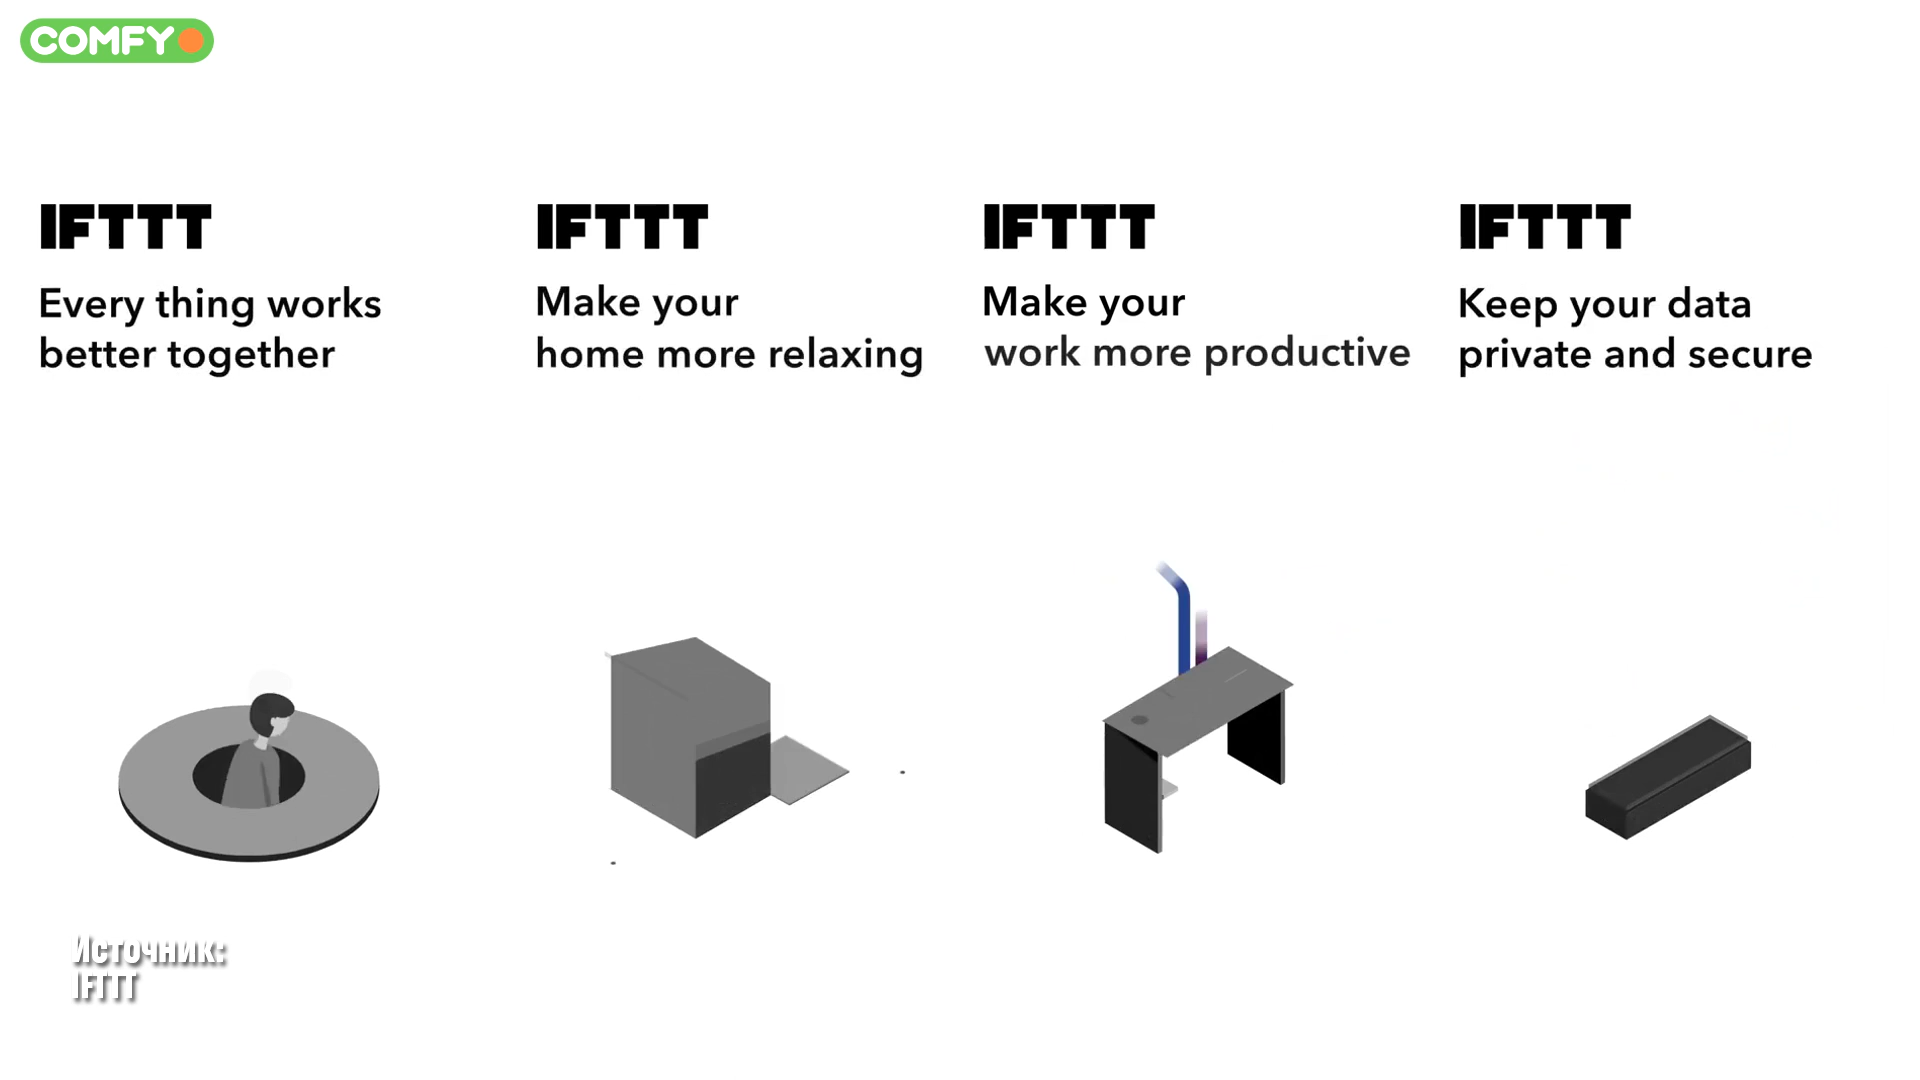 COMFY
IFTTT
Every thing works
better together
IFTTT
Make your
home more relaxing
IFTTT
Make your
work more productive
IFTTT
Keep your data
private and secure
Источник:
IFTTT